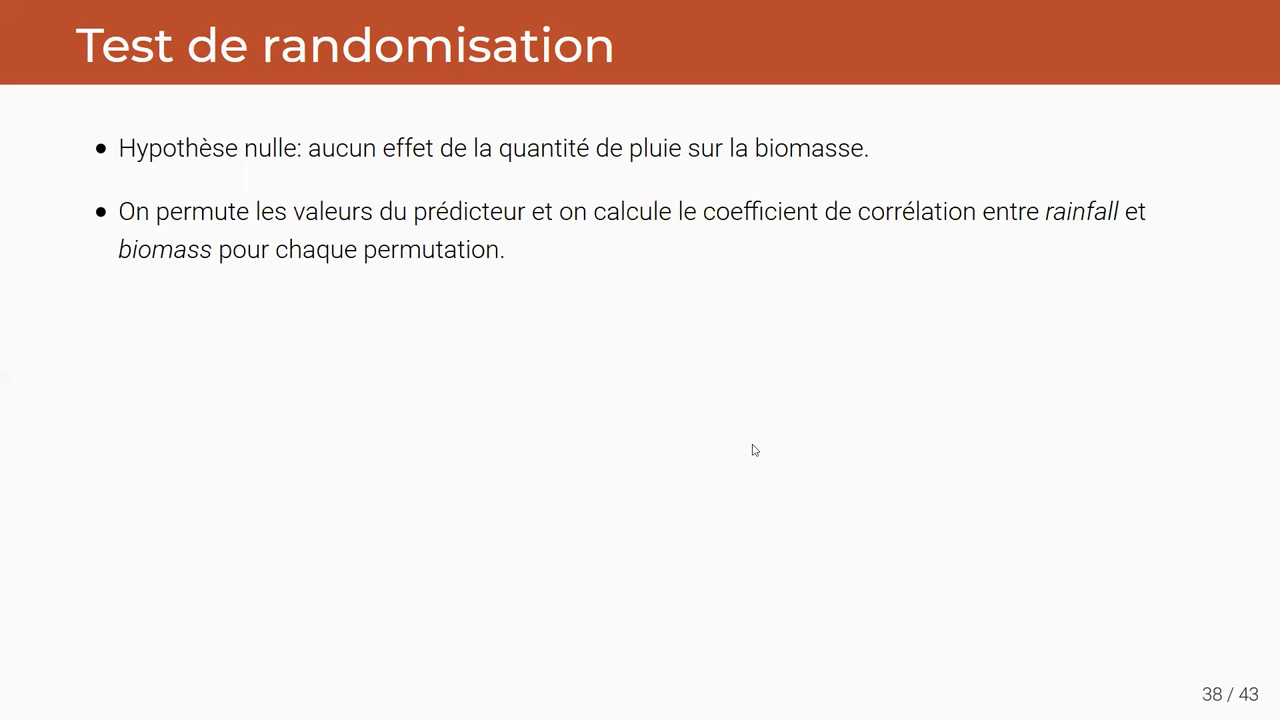 Test de randomisation
• Hypothèse nulle: aucun effet de la quantité de pluie sur la biomasse.
• On permute les valeurs du prédicteur et on calcule le coefficient de corrélation entre rainfall et
biomass pour chaque permutation.
38 / 43